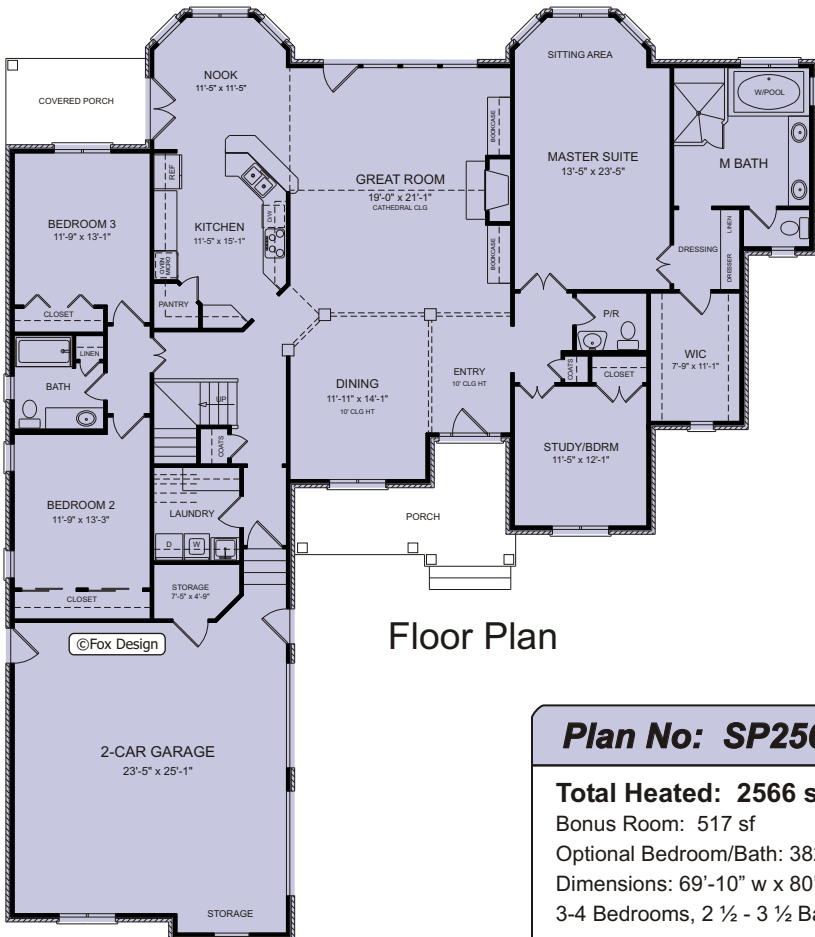 SITTING AREA
NOOK
11'-5" x 11'-5"
W/POOL
COVERED PORCH
BOOKCASE
MASTER SUITE
13'-5" x 23'-5"
M BATH
REF
GREAT ROOM
19'-0" x 21'-1"
CATHEDRAL CLG
BEDROOM 3
11'-9" x 13'-1"
KITCHEN
11'-5" x 15'-1"
D/W
LINEN
DRESSING
OVEN
MICRO
BOOKCASE
DRESSER
PANTRY
CLOSET
P/R
LINEN
WIC
7'-9" x 11'-1"
BATH
DINING
11'-11" x 14'-1"
10' CLG HT
ENTRY
10' CLG HT
COATS
CLOSET
UP
COATS
STUDY/BDRM
11'-5" x 12'-1"
BEDROOM 2
11'-9" x 13'-3"
LAUNDRY
PORCH
D
W
STORAGE
7'-5" x 4'-9"
CLOSET
©Fox Design
Floor Plan
2-CAR GARAGE
23'-5" x 25'-1"
STORAGE
Plan No: SP256
Total Heated: 2566 s
Bonus Room: 517 sf
Optional Bedroom/Bath: 382
Dimensions: 69'-10" w x 80'
3-4 Bedrooms, 2 ½ - 3 ½ Ba